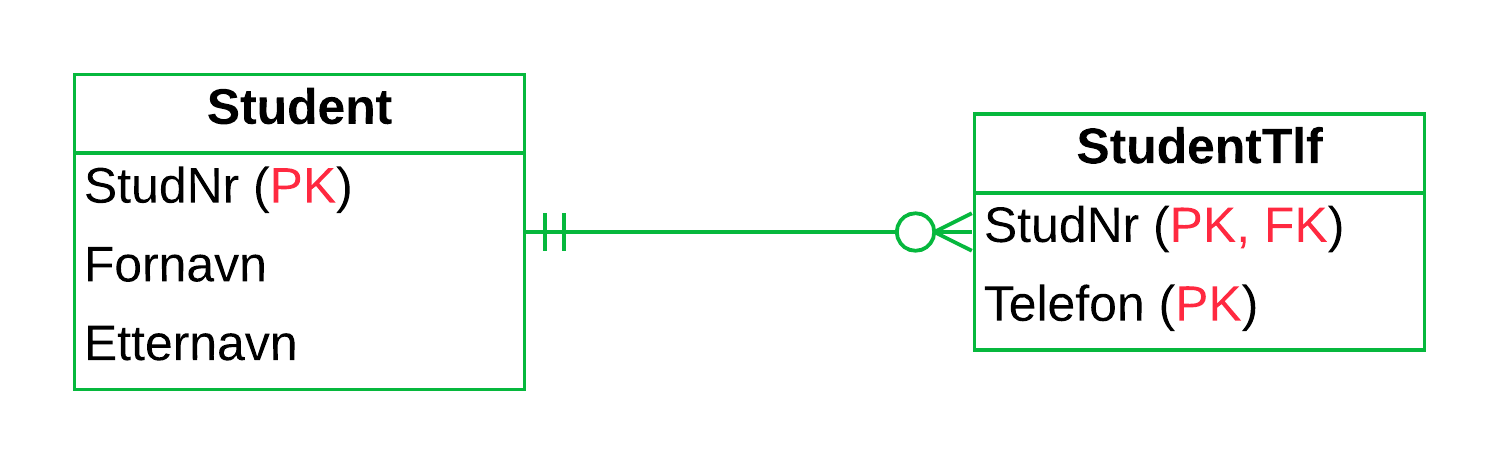 Student
StudNr (PK)
Fornavn
Etternavn
StudentTlf
StudNr (PK, FK)
Telefon (PK)